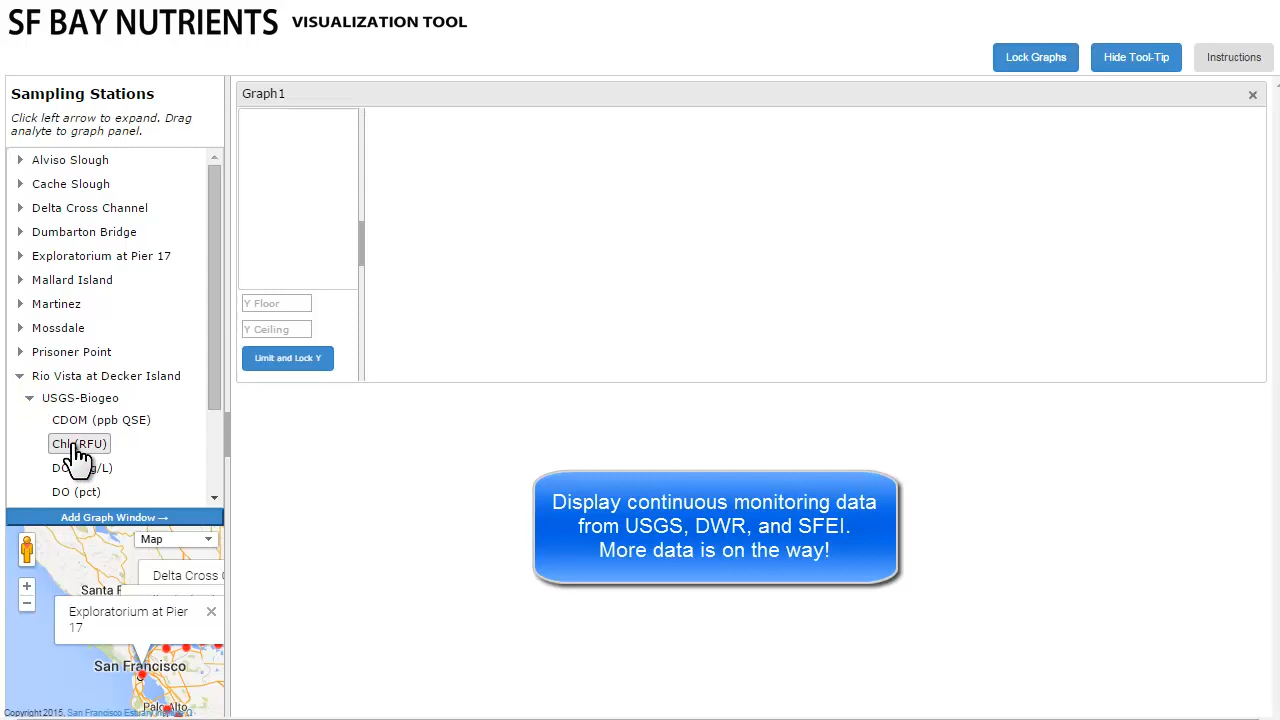 SF BAY NUTRIENTS VISUALIZATION TOOL
Lock Graphs
Hide Tool-Tip
Instructions
Sampling Stations
Click left arrow to expand. Drag
analyte to graph panel.
Alviso Slough
Cache Slough
Delta Cross Channel
Dumbarton Bridge
Exploratorium at Pier 17
Mallard Island
Martinez
Mossdale
Prisoner Point
Rio Vista at Decker Island
USGS-Biogeo
CDOM (ppb QSE)
Chl (RFU)
DO g/L)
DO (pct)
Add Graph Window →
Graph1
Y Floor
Y Ceiling
Limit and Lock Y
Display continuous monitoring data
from USGS, DWR, and SFEI.
More data is on the way!
Map
Delta Cross C
Santa R
Exploratorium at Pier
17
San Francisco
Palo Alto
Copyright 2015, San Francisco Estuary